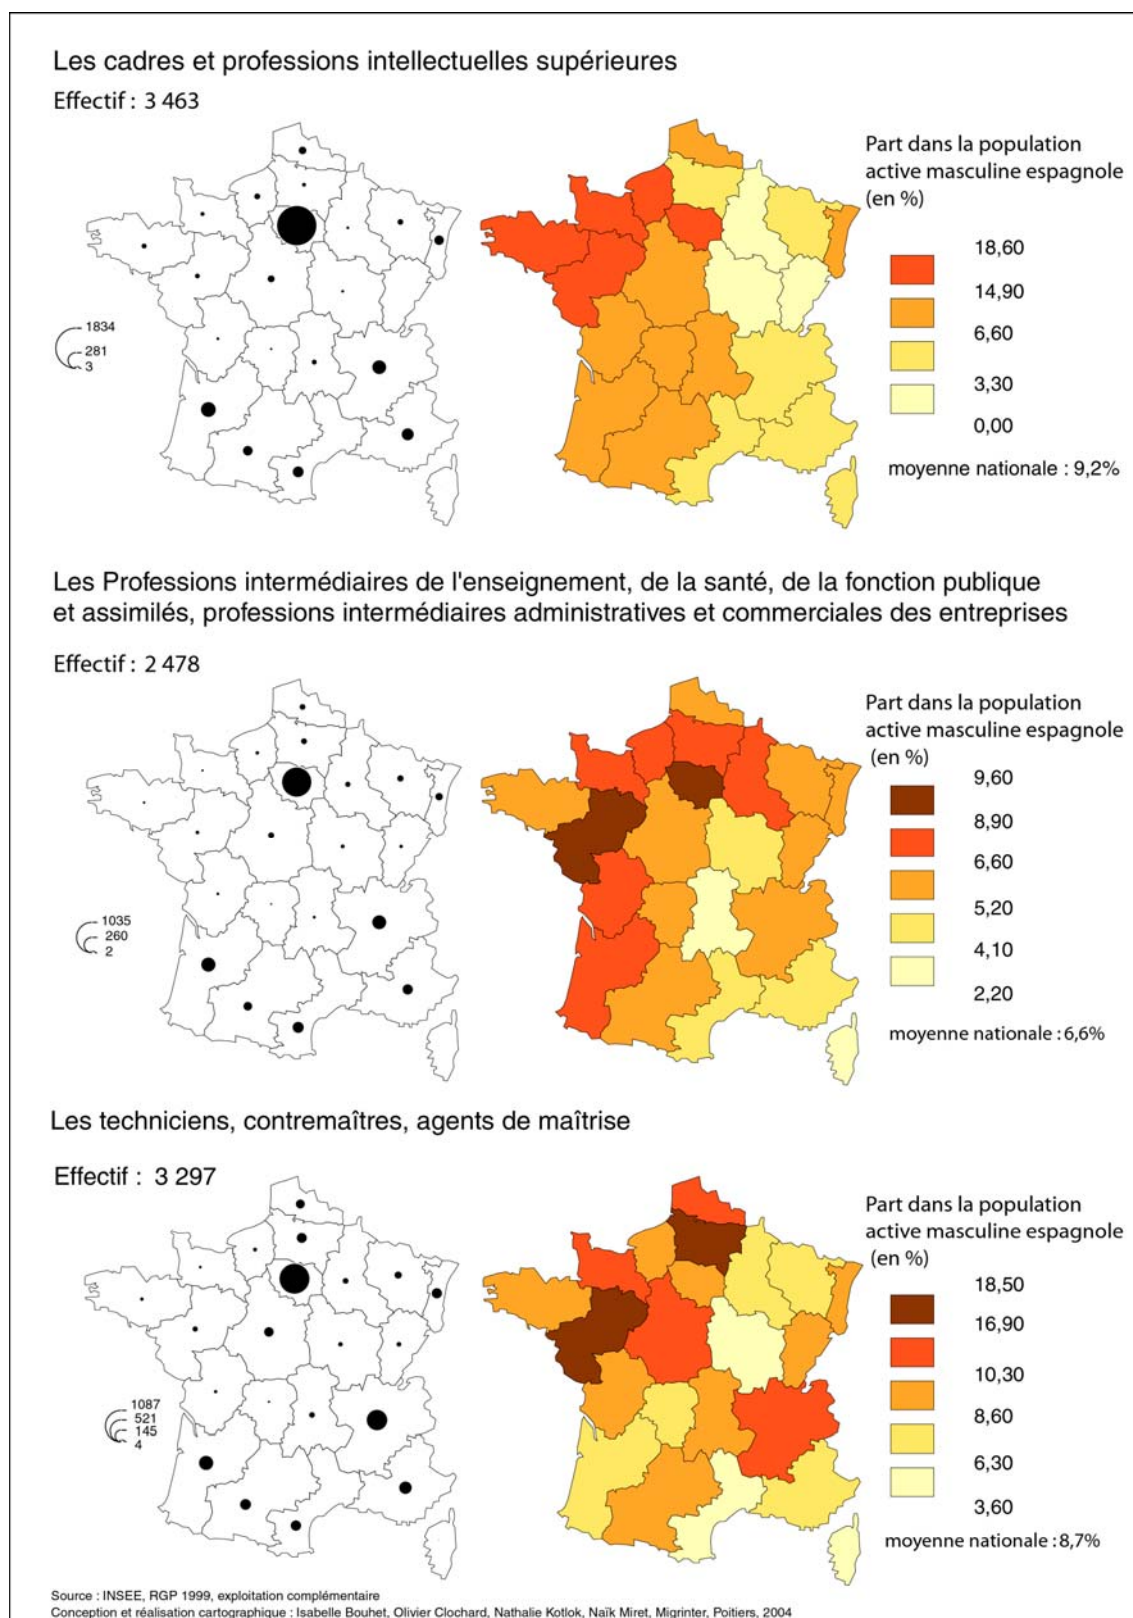 Les cadres et professions intellectuelles supérieures
Effectif : 3 463
Part dans la population
active masculine espagnole
(en %)
18,60
14,90
6,60
3,30
0,00
moyenne nationale : 9,2%
1834
281
3
Les Professions intermédiaires de l'enseignement, de la santé, de la fonction publique
et assimilés, professions intermédiaires administratives et commerciales des entreprises
Effectif : 2 478
Part dans la population
active masculine espagnole
(en %)
9,60
8,90
6,60
5,20
4,10
2,20
moyenne nationale : 6,6%
1035
260
2
Les techniciens, contremaîtres, agents de maîtrise
Effectif : 3 297
Part dans la population
active masculine espagnole
(en %)
18,50
16,90
10,30
8,60
6,30
3,60
moyenne nationale : 8,7%
1087
521
145
4
Source : INSEE, RGP 1999, exploitation complémentaire
Conception et réalisation cartographique : Isabelle Bouhet, Olivier Clochard, Nathalie Kotlok, Naïk Miret, Migrinter, Poitiers, 2004